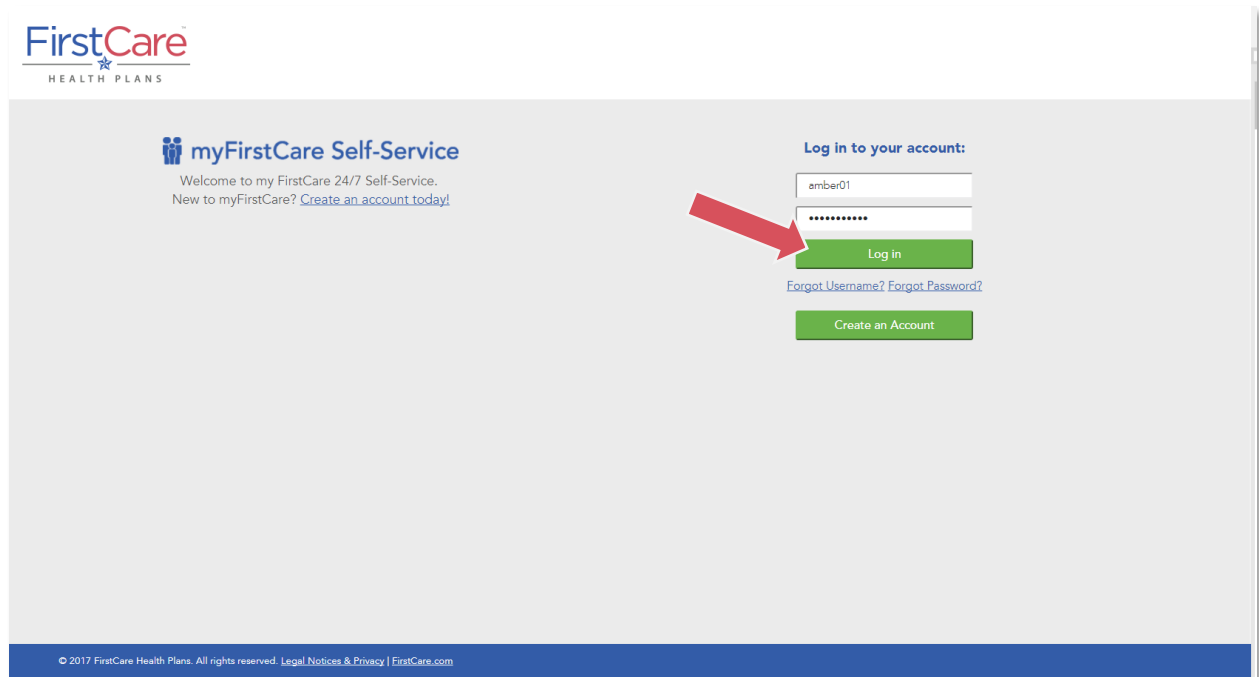 FirstCare™
HEALTH PLANS
myFirstCare Self-Service
Welcome to my FirstCare 24/7 Self-Service.
New to myFirstCare? Create an account today!
Log in to your account:
amber01
•••••••••••
Log in
Forgot Username? Forgot Password?
Create an Account
© 2017 FirstCare Health Plans. All rights reserved. Legal Notices & Privacy | FirstCare.com